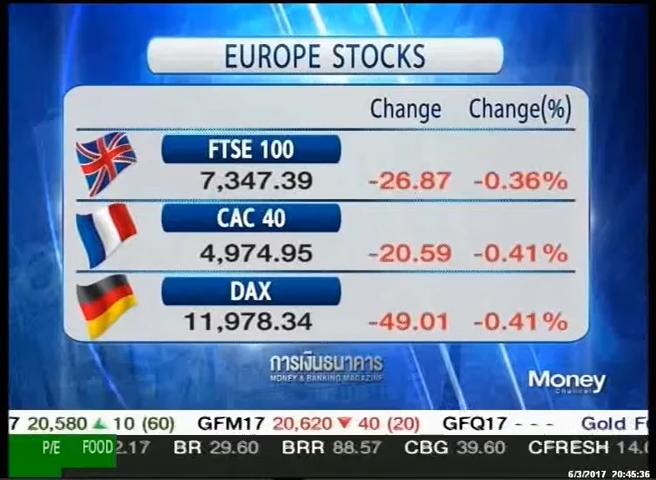 EUROPE STOCKS
Change Change(%)
FTSE 100
7,347.39 -26.87 -0.36%
CAC 40
4,974.95 -20.59 -0.41%
DAX
11,978.34 -49.01 -0.41%
การเงินธนาคาร
MONEY & BANKING MAGAZINE
Money
Channel
7 20,580 ▲ 10 (60) GFM17 20,620 ▼ 40 (20) GFQ17 - - - Gold F
P/E FOOD 2.17 BR 29.60 BRR 88.57 CBG 39.60 CFRESH 14.0
6/3/2017 20:45:36